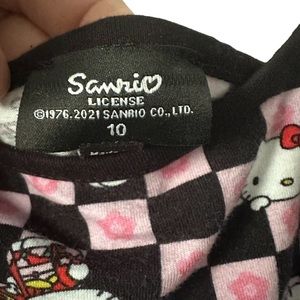 Sanrio
LICENSE
©1976, 2021 SANRIO CO., LTD.
10